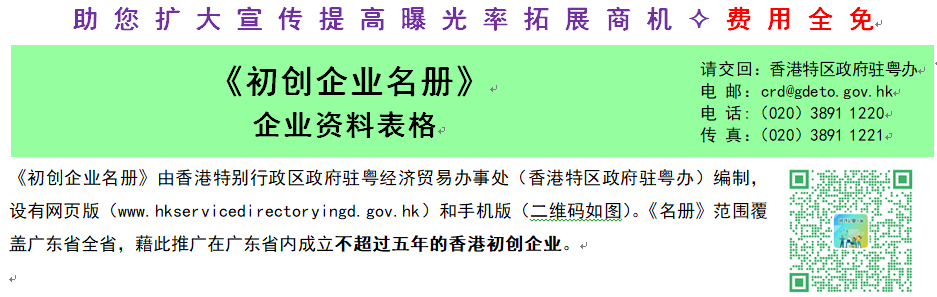 助您扩大宣传提高曝光率拓展商机✧费用全免
《初创企业名册》
企业资料表格
请交回：香港特区政府驻粤办
电 邮：crd@gdeto.gov.hk
电 话:（020）3891 1220
传 真:（020）3891 1221
《初创企业名册》由香港特别行政区政府驻粤经济贸易办事处（香港特区政府驻粤办）编制，
设有网页版（www.hkservicedirectoryingd.gov.hk）和手机版（二维码如图）。《名册》范围覆
盖广东省全省，藉此推广在广东省内成立不超过五年的香港初创企业。